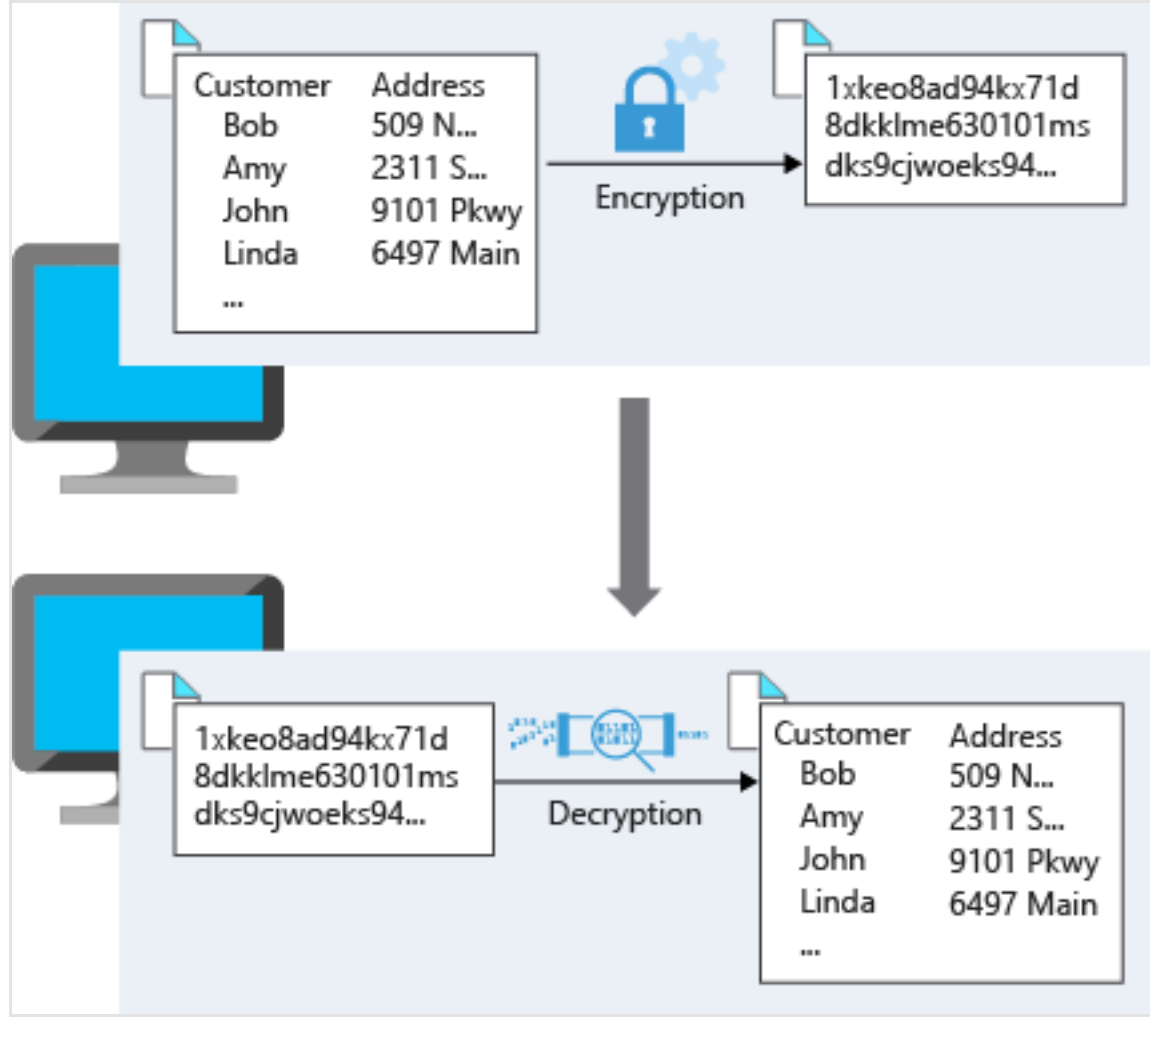 Customer Address
Bob 509 N...
Amy 2311 S...
John 9101 Pkwy
Linda 6497 Main
...
Encryption
1xkeo8ad94kx71d
8dkklme630101ms
dks9cjwoeks94...
1xkeo8ad94kx71d
8dkklme630101ms
dks9cjwoeks94...
Decryption
Customer Address
Bob 509 N...
Amy 2311 S...
John 9101 Pkwy
Linda 6497 Main
...